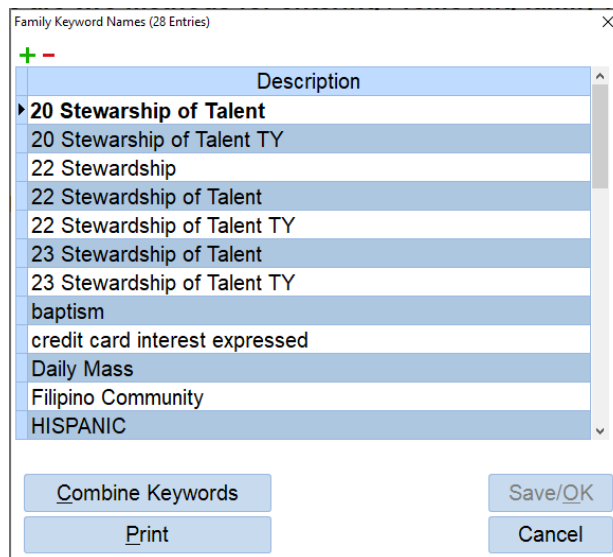 Family Keyword Names (28 Entries)
Description
20 Stewarship of Talent
20 Stewarship of Talent TY
22 Stewardship
22 Stewardship of Talent
22 Stewardship of Talent TY
23 Stewardship of Talent
23 Stewardship of Talent TY
baptism
credit card interest expressed
Daily Mass
Filipino Community
HISPANIC
Combine Keywords
Save/OK
Print
Cancel